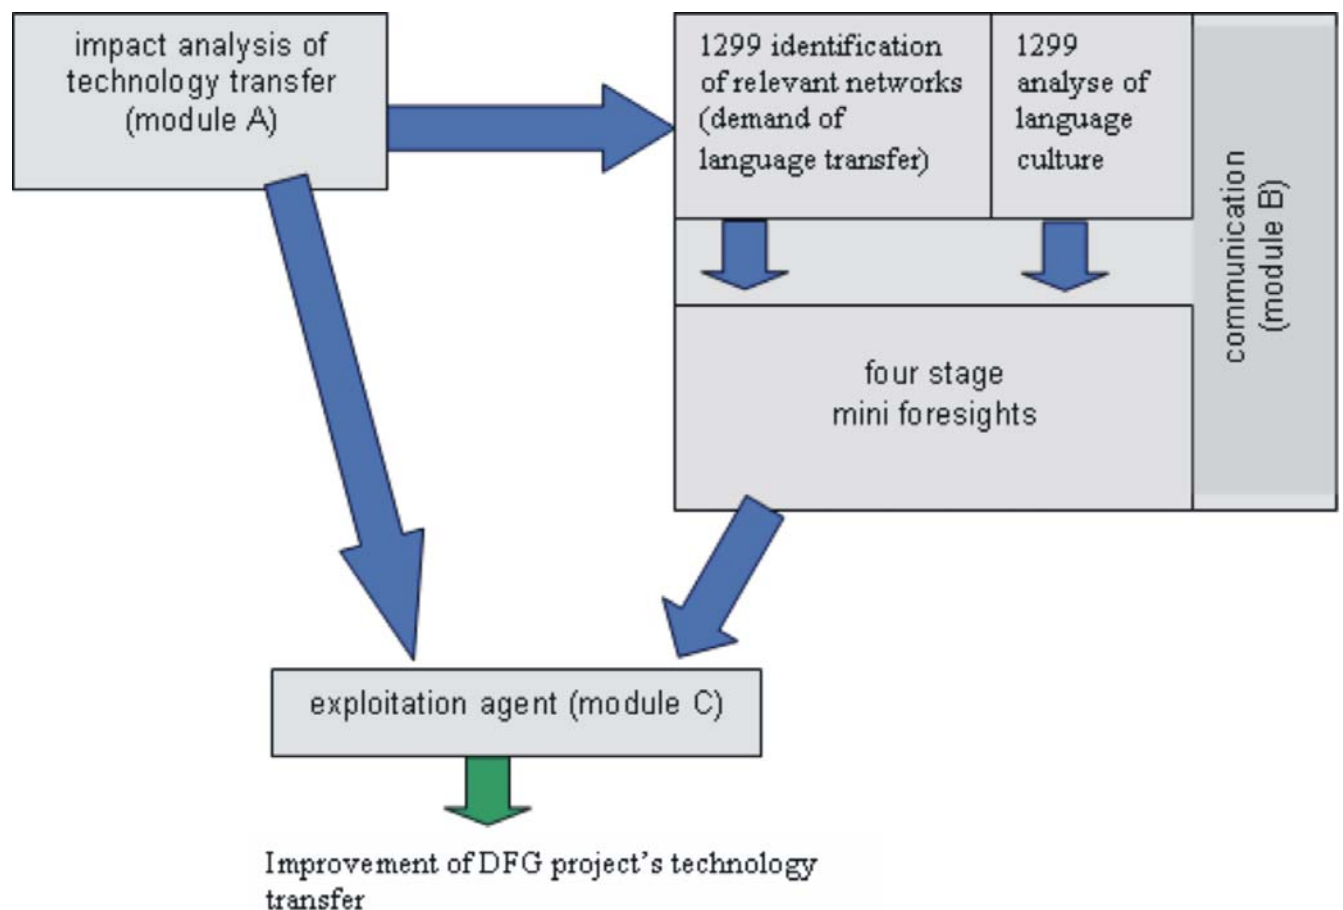 impact analysis of
technology transfer
(module A)
1299 identification
of relevant networks
(demand of
language transfer)
1299
analyse of
language
culture
communication
(module B)
four stage
mini foresights
exploitation agent (module C)
Improvement of DFG project's technology
transfer